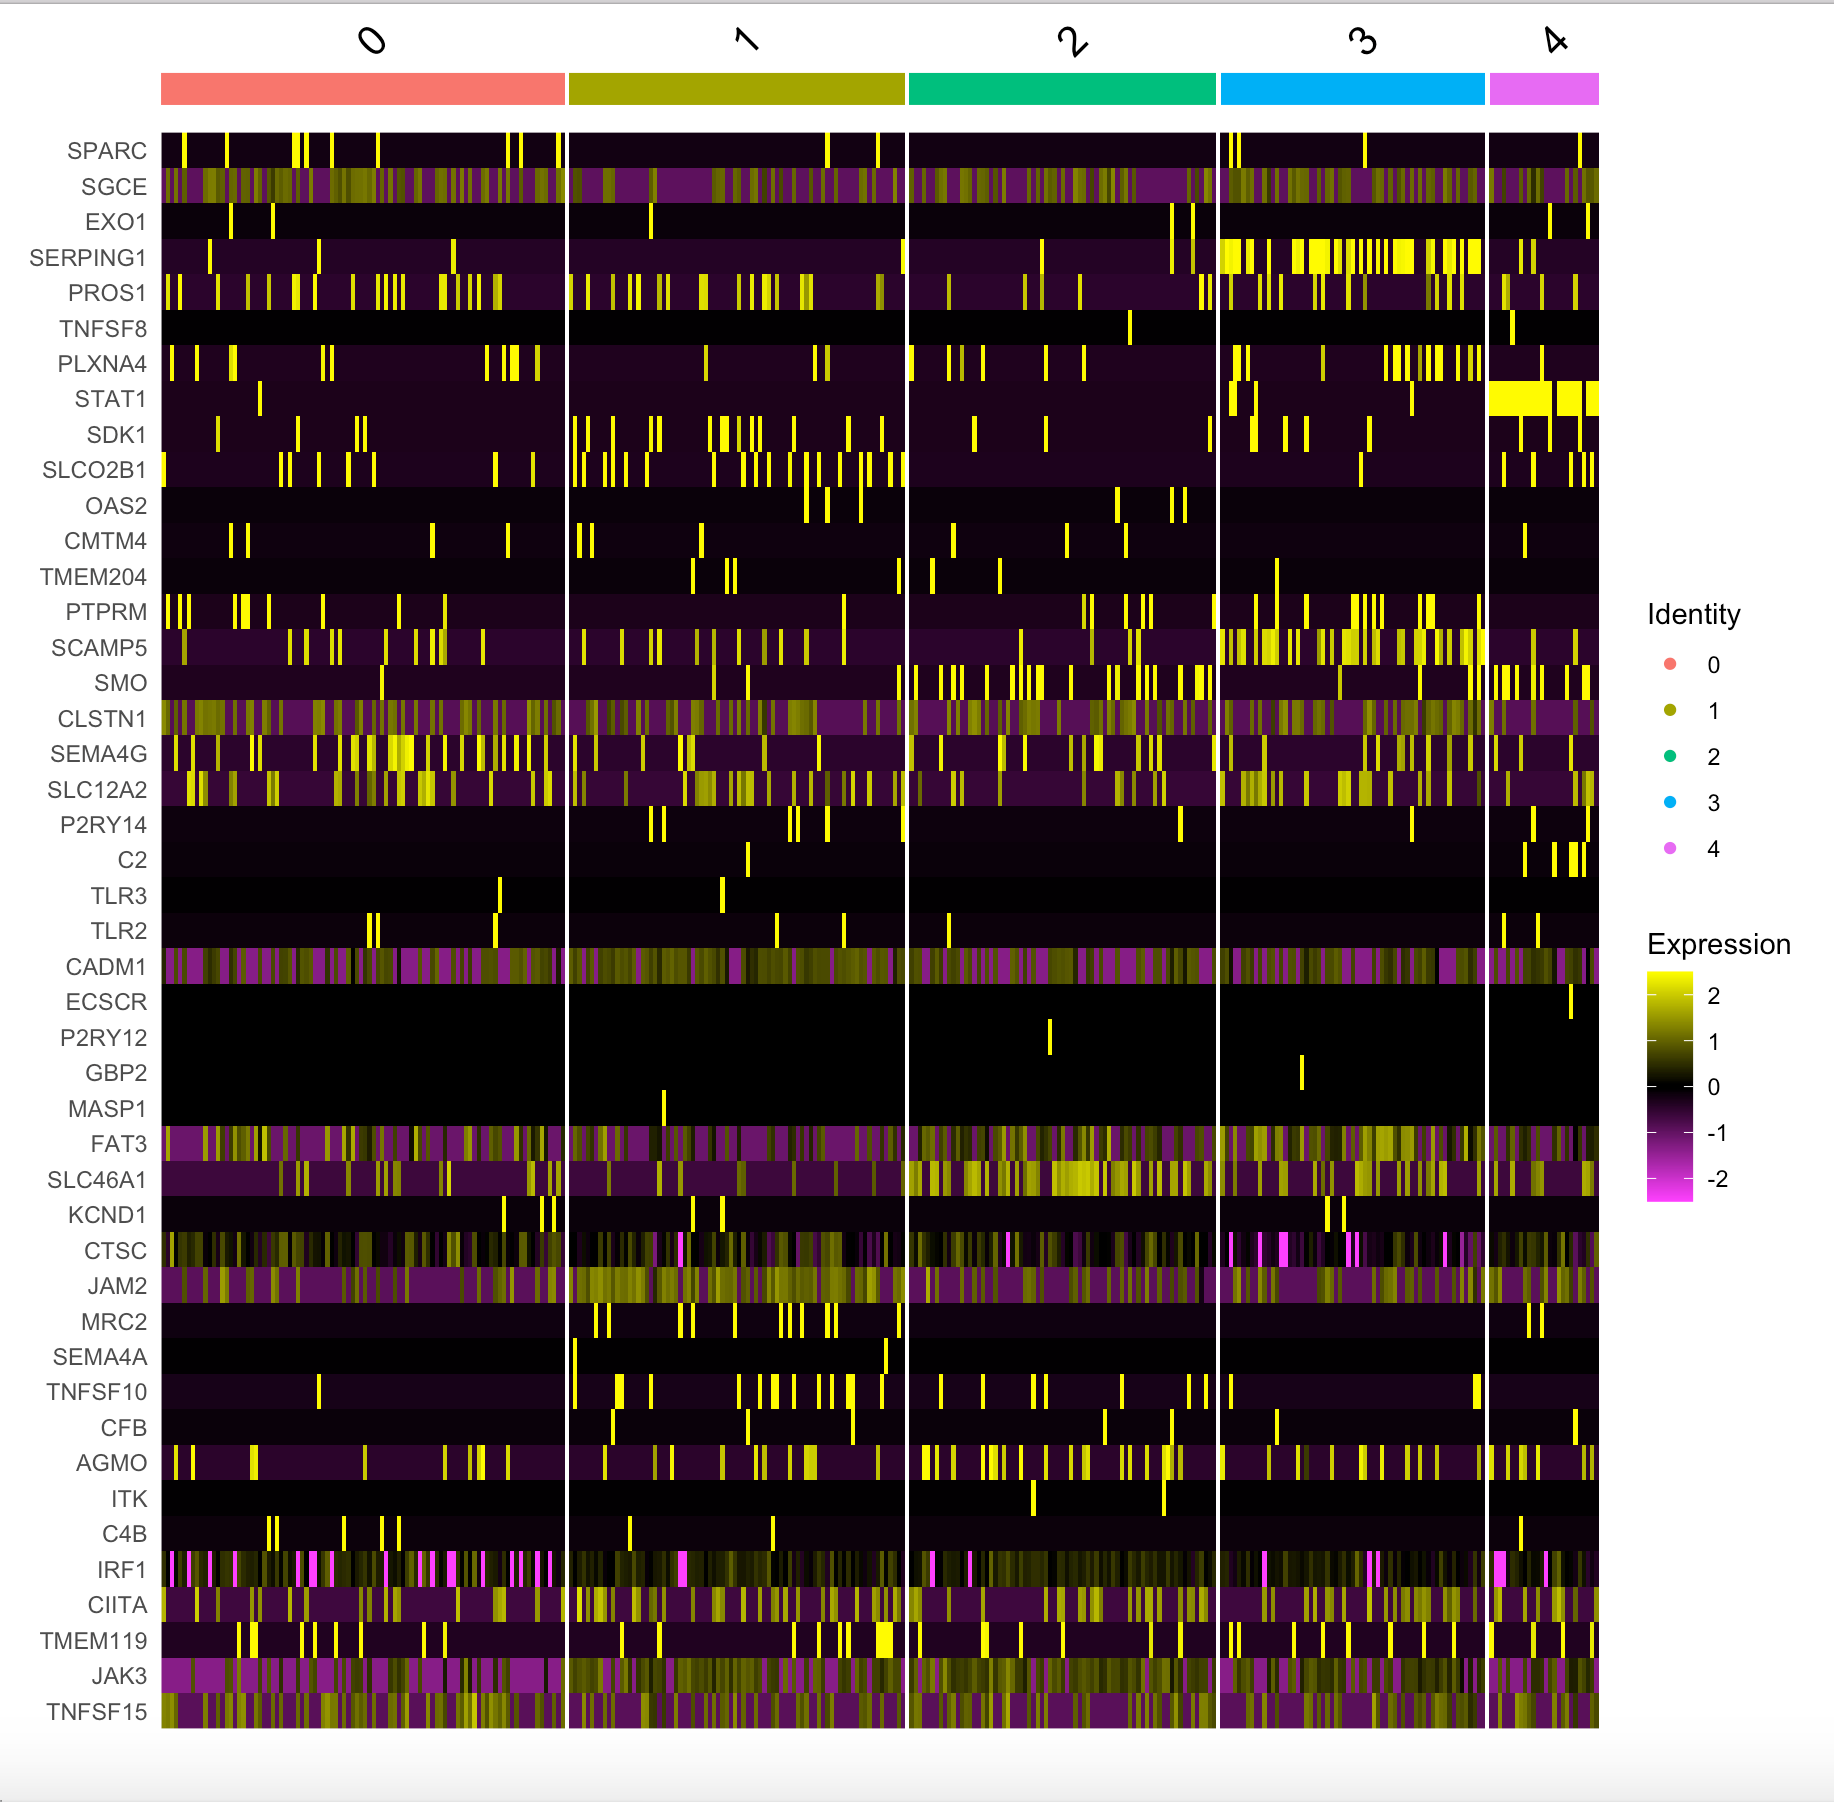 0 1 2 3 4
SPARC
SGCE
EXO1
SERPING1
PROS1
TNFSF8
PLXNA4
STAT1
SDK1
SLCO2B1
OAS2
CMTM4
TMEM204
PTPRM
SCAMP5
SMO
CLSTN1
SEMA4G
SLC12A2
P2RY14
C2
TLR3
TLR2
CADM1
ECSCR
P2RY12
GBP2
MASP1
FAT3
SLC46A1
KCND1
CTSC
JAM2
MRC2
SEMA4A
TNFSF10
CFB
AGMO
ITK
C4B
IRF1
CIITA
TMEM119
JAK3
TNFSF15
Identity
0
1
2
3
4
Expression
2
1
0
-1
-2